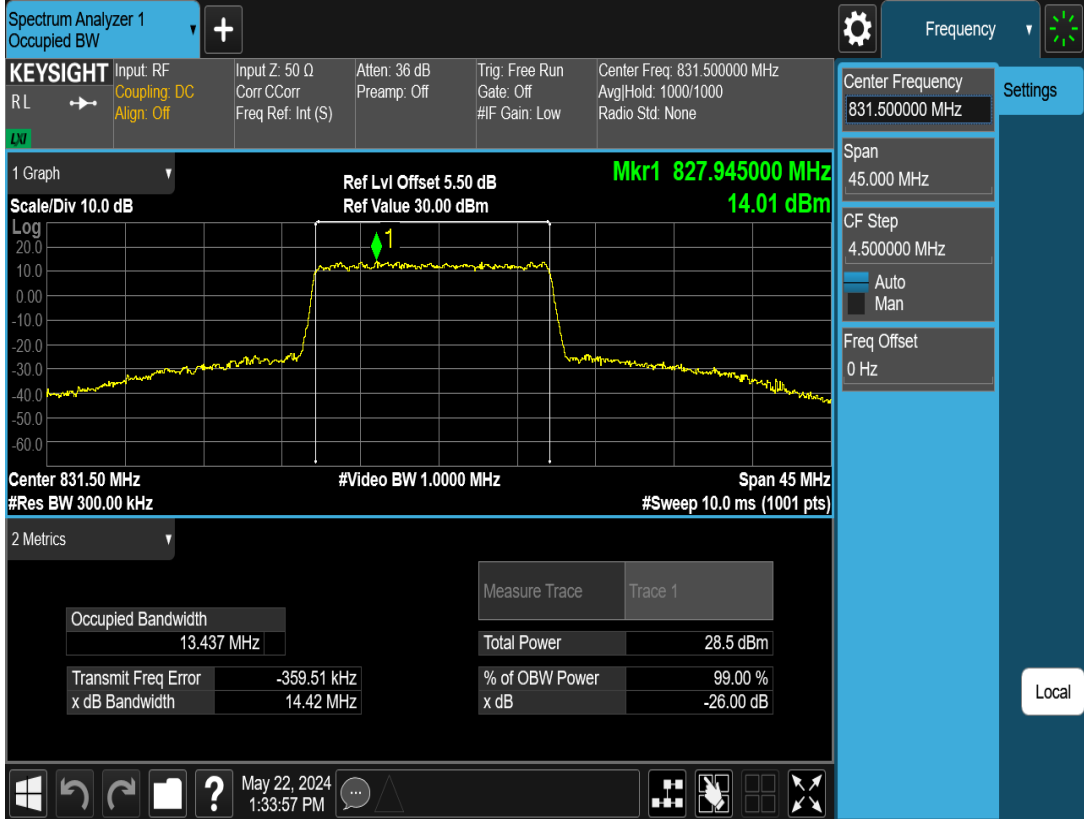 Spectrum Analyzer 1
Occupied BW
+
Frequency
KEYSIGHT
RL
LXI
Input: RF
Coupling: DC
Align: Off
Input Z: 50 Ω
Corr CCorr
Freq Ref: Int (S)
Atten: 36 dB
Preamp: Off
Trig: Free Run
Gate: Off
#IF Gain: Low
Center Freq: 831.500000 MHz
Avg|Hold: 1000/1000
Radio Std: None
Center Frequency
831.500000 MHz
Settings
Span
45.000 MHz
CF Step
4.500000 MHz
Auto
Man
Freq Offset
0 Hz
Local
1 Graph
Scale/Div 10.0 dB
Ref Lvl Offset 5.50 dB
Ref Value 30.00 dBm
Mkr1 827.945000 MHz
14.01 dBm
Log
1
20.0
10.0
0.00
-10.0
-20.0
-30.0
-40.0
-50.0
-60.0
Center 831.50 MHz
#Video BW 1.0000 MHz
Span 45 MHz
#Res BW 300.00 kHz
#Sweep 10.0 ms (1001 pts)
2 Metrics
Measure Trace
Trace 1
Occupied Bandwidth
13.437 MHz
Total Power
28.5 dBm
Transmit Freq Error
-359.51 kHz
% of OBW Power
99.00 %
x dB Bandwidth
14.42 MHz
x dB
-26.00 dB
?
May 22, 2024
1:33:57 PM